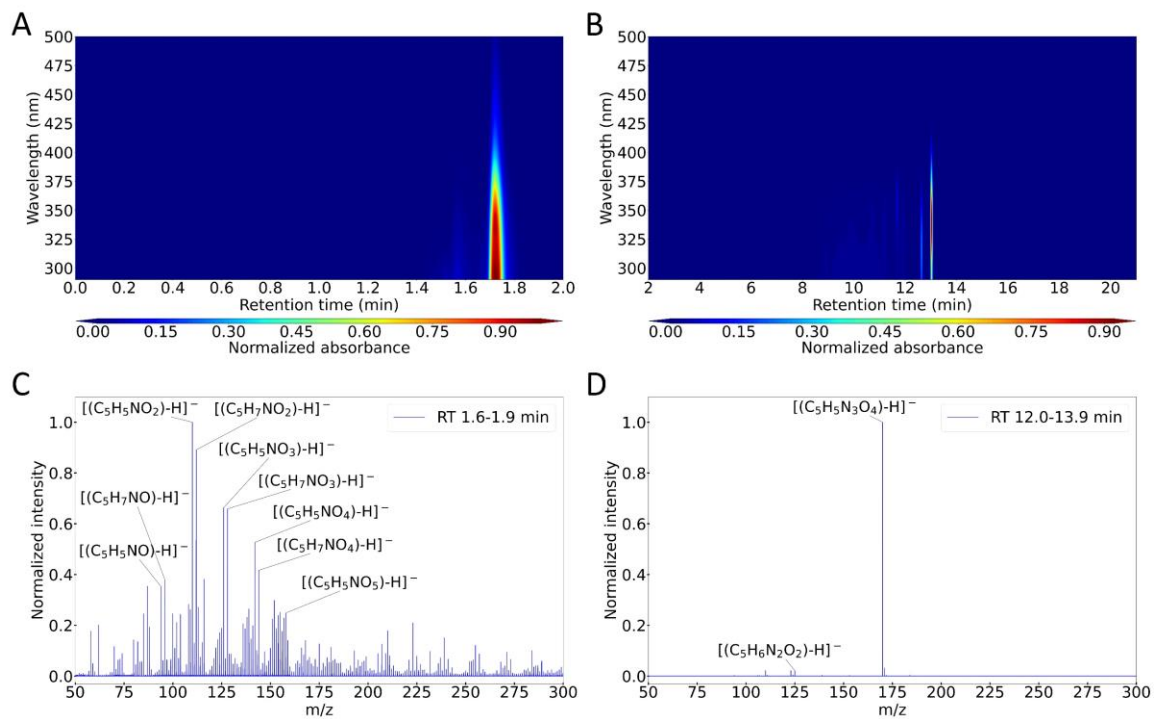 A
500
475
450
425
400
375
350
325
300
Wavelength (nm)
0.0 0.2 0.4 0.6 0.8 1.0 1.2 1.4 1.6 1.8 2.0
Retention time (min)
0.00 0.15 0.30 0.45 0.60 0.75 0.90
Normalized absorbance
B
500
475
450
425
400
375
350
325
300
Wavelength (nm)
2 4 6 8 10 12 14 16 18 20
Retention time (min)
0.00 0.15 0.30 0.45 0.60 0.75 0.90
Normalized absorbance
C
[(C₅H₅NO₂)-H]⁻
[(C₅H₇NO₂)-H]⁻
RT 1.6-1.9 min
[(C₅H₅NO₃)-H]⁻
[(C₅H₇NO₃)-H]⁻
[(C₅H₇NO)-H]⁻
[(C₅H₅NO₄)-H]⁻
[(C₅H₇NO₄)-H]⁻
[(C₅H₅NO)-H]⁻
[(C₅H₅NO₅)-H]⁻
1.0
0.8
0.6
0.4
0.2
0.0
Normalized intensity
50 75 100 125 150 175 200 225 250 275 300
m/z
D
[(C₅H₅N₃O₄)-H]⁻
RT 12.0-13.9 min
[(C₅H₆N₂O₂)-H]⁻
1.0
0.8
0.6
0.4
0.2
0.0
Normalized intensity
50 75 100 125 150 175 200 225 250 275 300
m/z